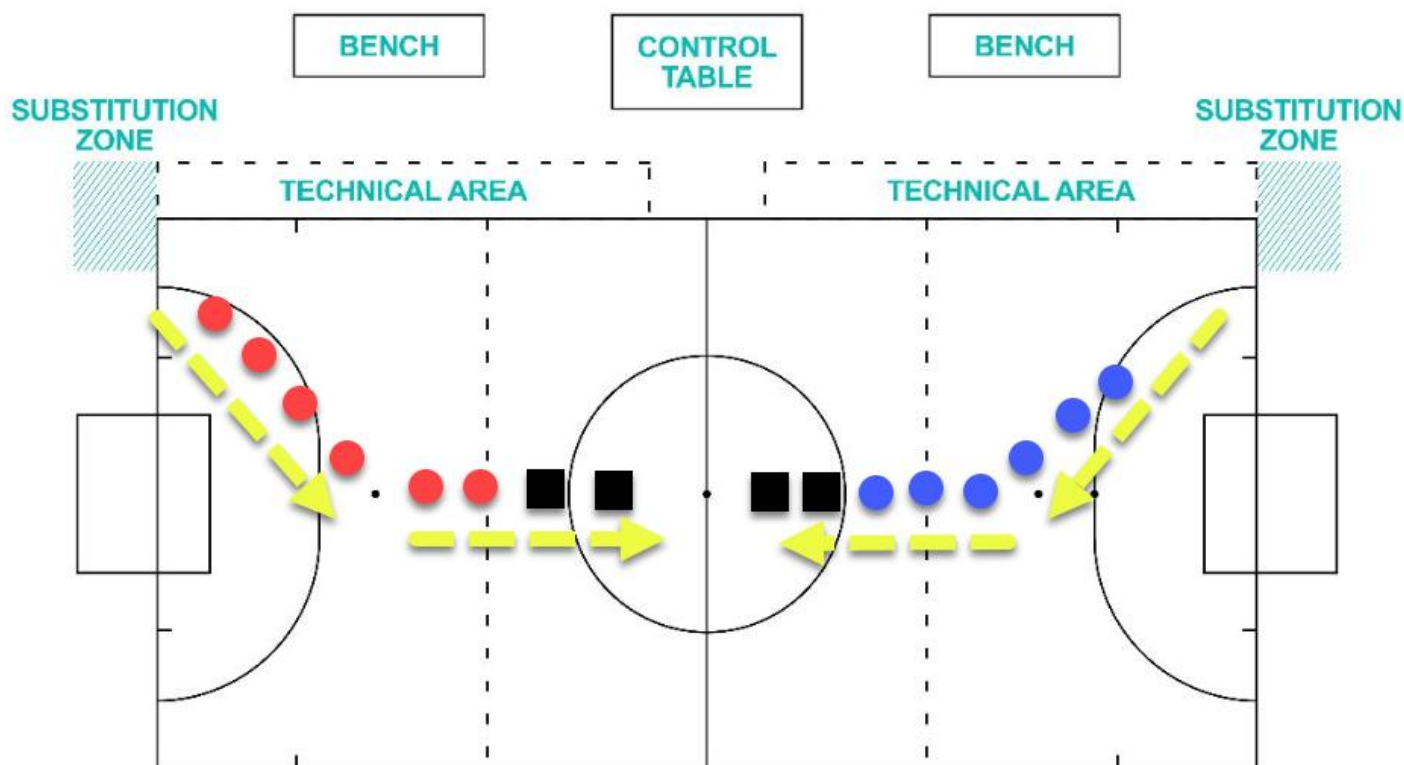 BENCH
CONTROL
TABLE
BENCH
SUBSTITUTION
ZONE
SUBSTITUTION
ZONE
TECHNICAL AREA
TECHNICAL AREA